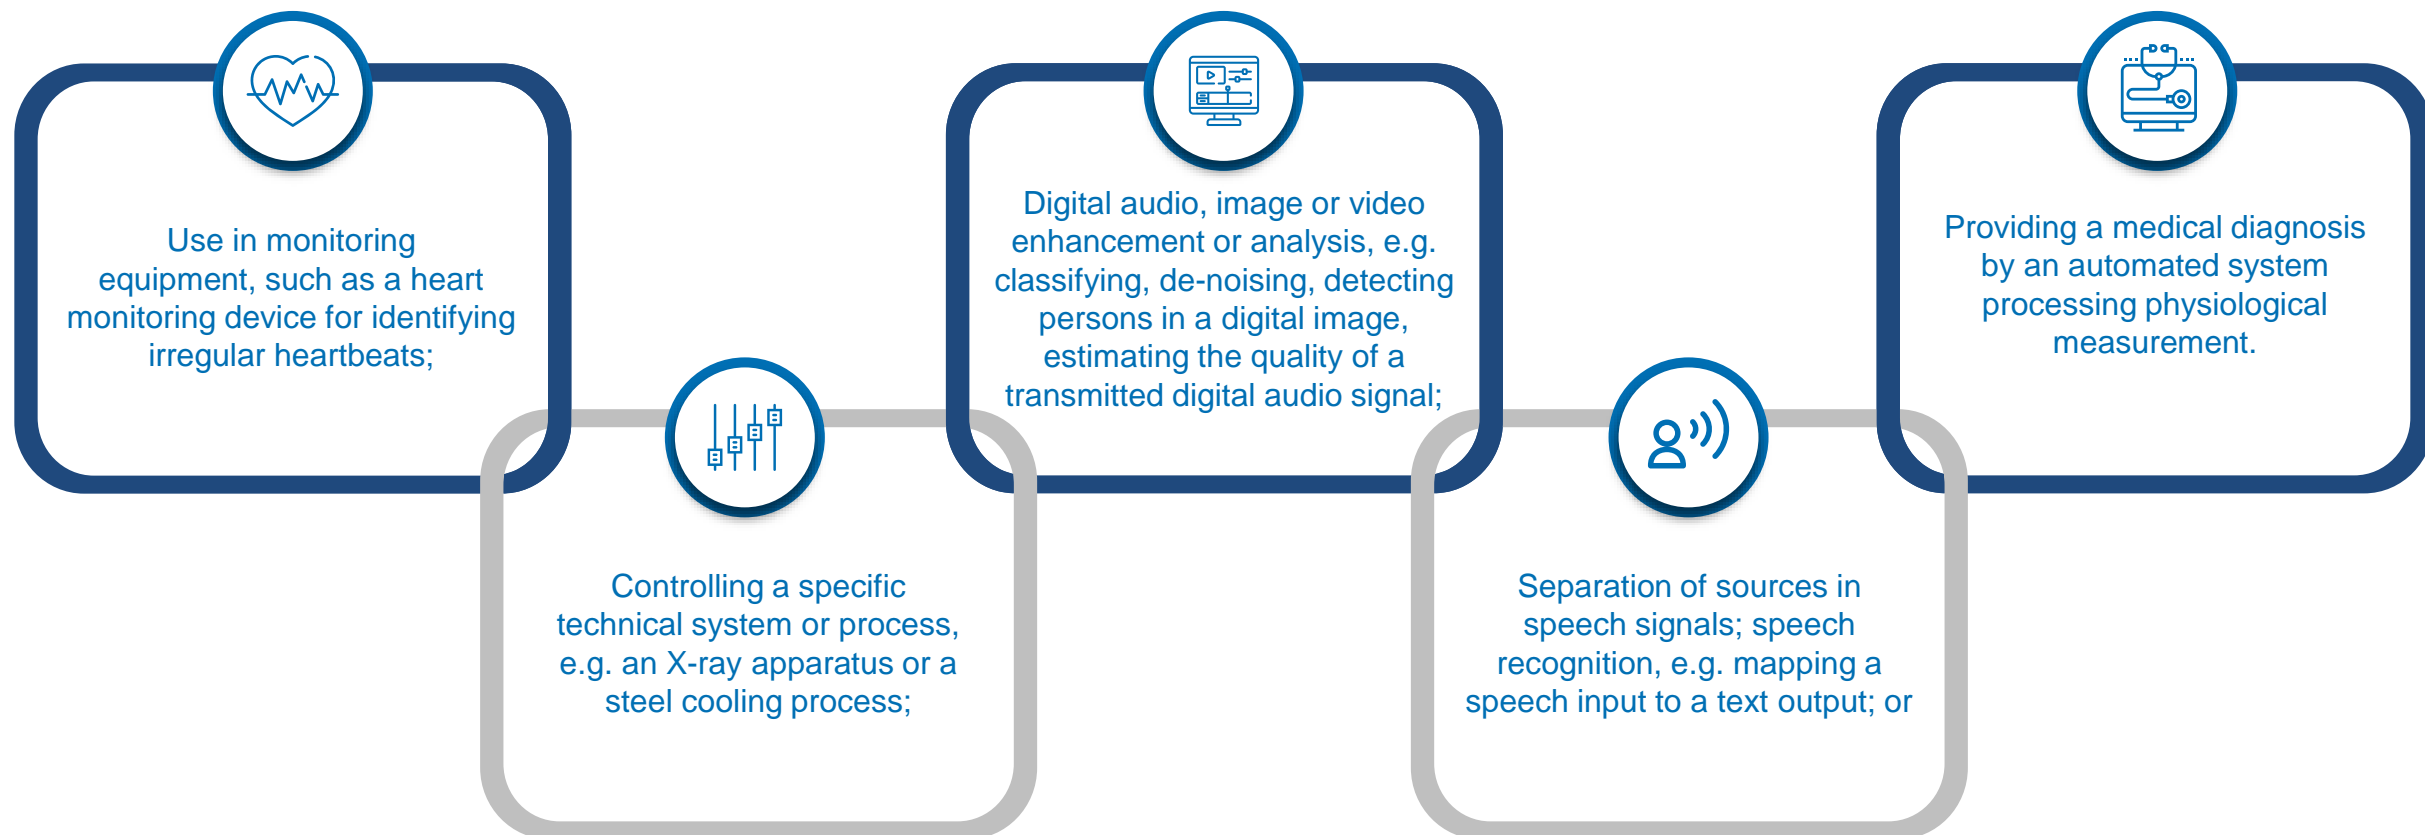 Use in monitoring
equipment, such as a heart
monitoring device for identifying
irregular heartbeats;
Controlling a specific
technical system or process,
e.g. an X-ray apparatus or a
steel cooling process;
Digital audio, image or video
enhancement or analysis, e.g.
classifying, de-noising, detecting
persons in a digital image,
estimating the quality of a
transmitted digital audio signal;
Separation of sources in
speech signals; speech
recognition, e.g. mapping a
speech input to a text output; or
Providing a medical diagnosis
by an automated system
processing physiological
measurement.